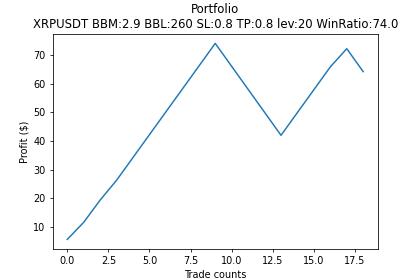 Portfolio
XRPUSDT BBM:2.9 BBL:260 SL:0.8 TP:0.8 lev:20 WinRatio:74.0
70
60
50
40
30
20
10
Profit ($)
0.0 2.5 5.0 7.5 10.0 12.5 15.0 17.5
Trade counts